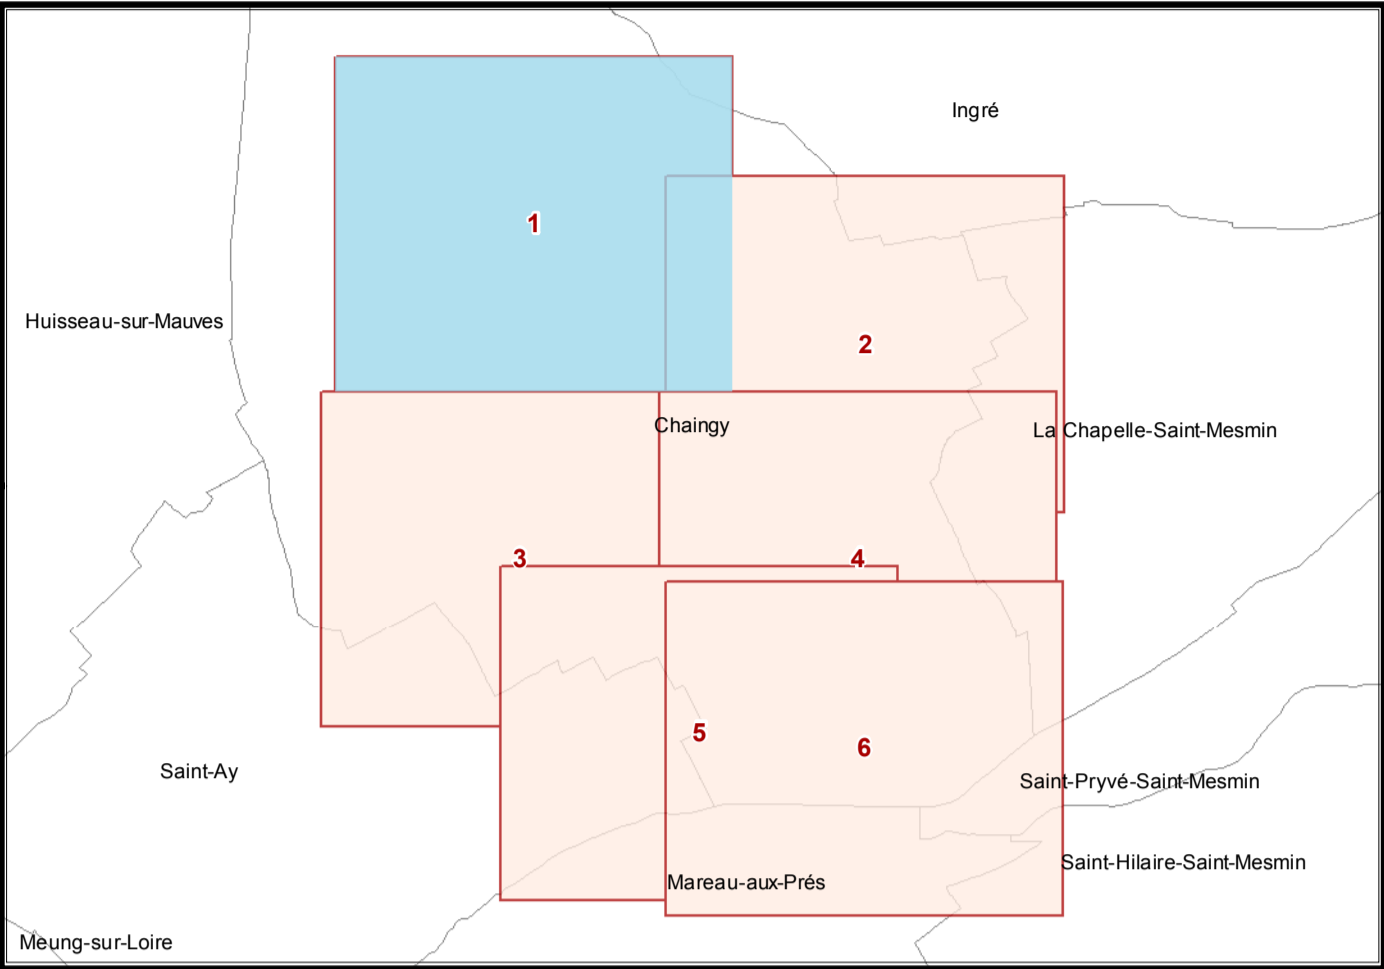 Ingré
1
Huisseau-sur-Mauves
2
Chaingy
La Chapelle-Saint-Mesmin
3
4
5
6
Saint-Ay
Saint-Pryvé-Saint-Mesmin
Saint-Hilaire-Saint-Mesmin
Mareau-aux-Prés
Meung-sur-Loire